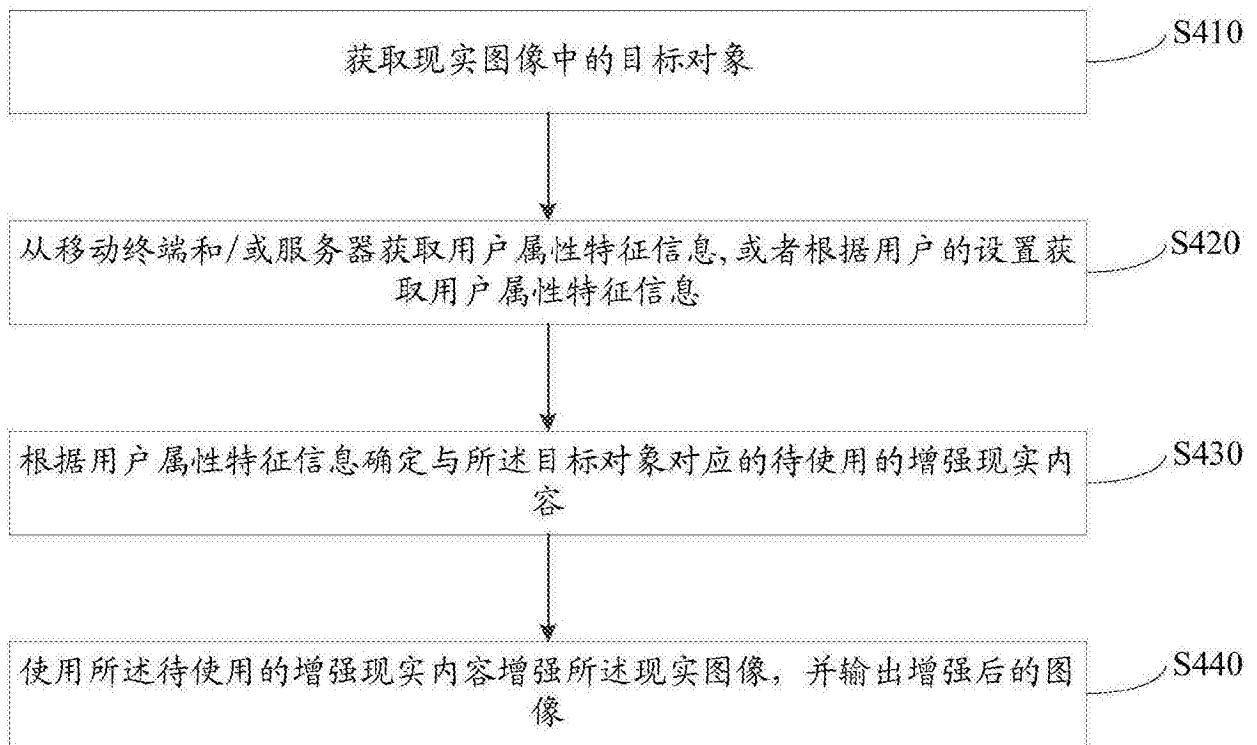 获取现实图像中的目标对象
S410
从移动终端和/或服务器获取用户属性特征信息,或者根据用户的设置获
取用户属性特征信息
S420
根据用户属性特征信息确定与所述目标对象对应的待使用的增强现实内
容
S430
使用所述待使用的增强现实内容增强所述现实图像，并输出增强后的图
像
S440